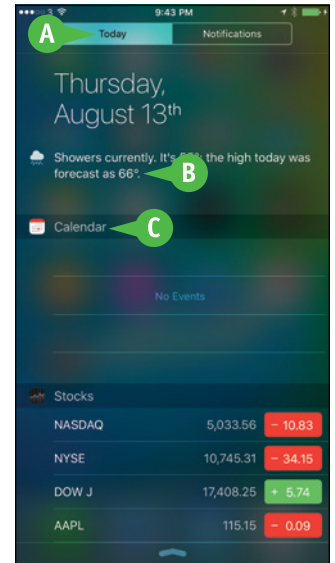 3 9:43 PM
A Today Notifications
Thursday,
August 13th
Showers currently. It's the high today was
forecast as 66°. B
Calendar C
No Events
Stocks
NASDAQ 5,033.56 − 10.83
NYSE 10,745.31 − 34.15
DOW J 17,408.25 + 5.74
AAPL 115.15 − 0.09